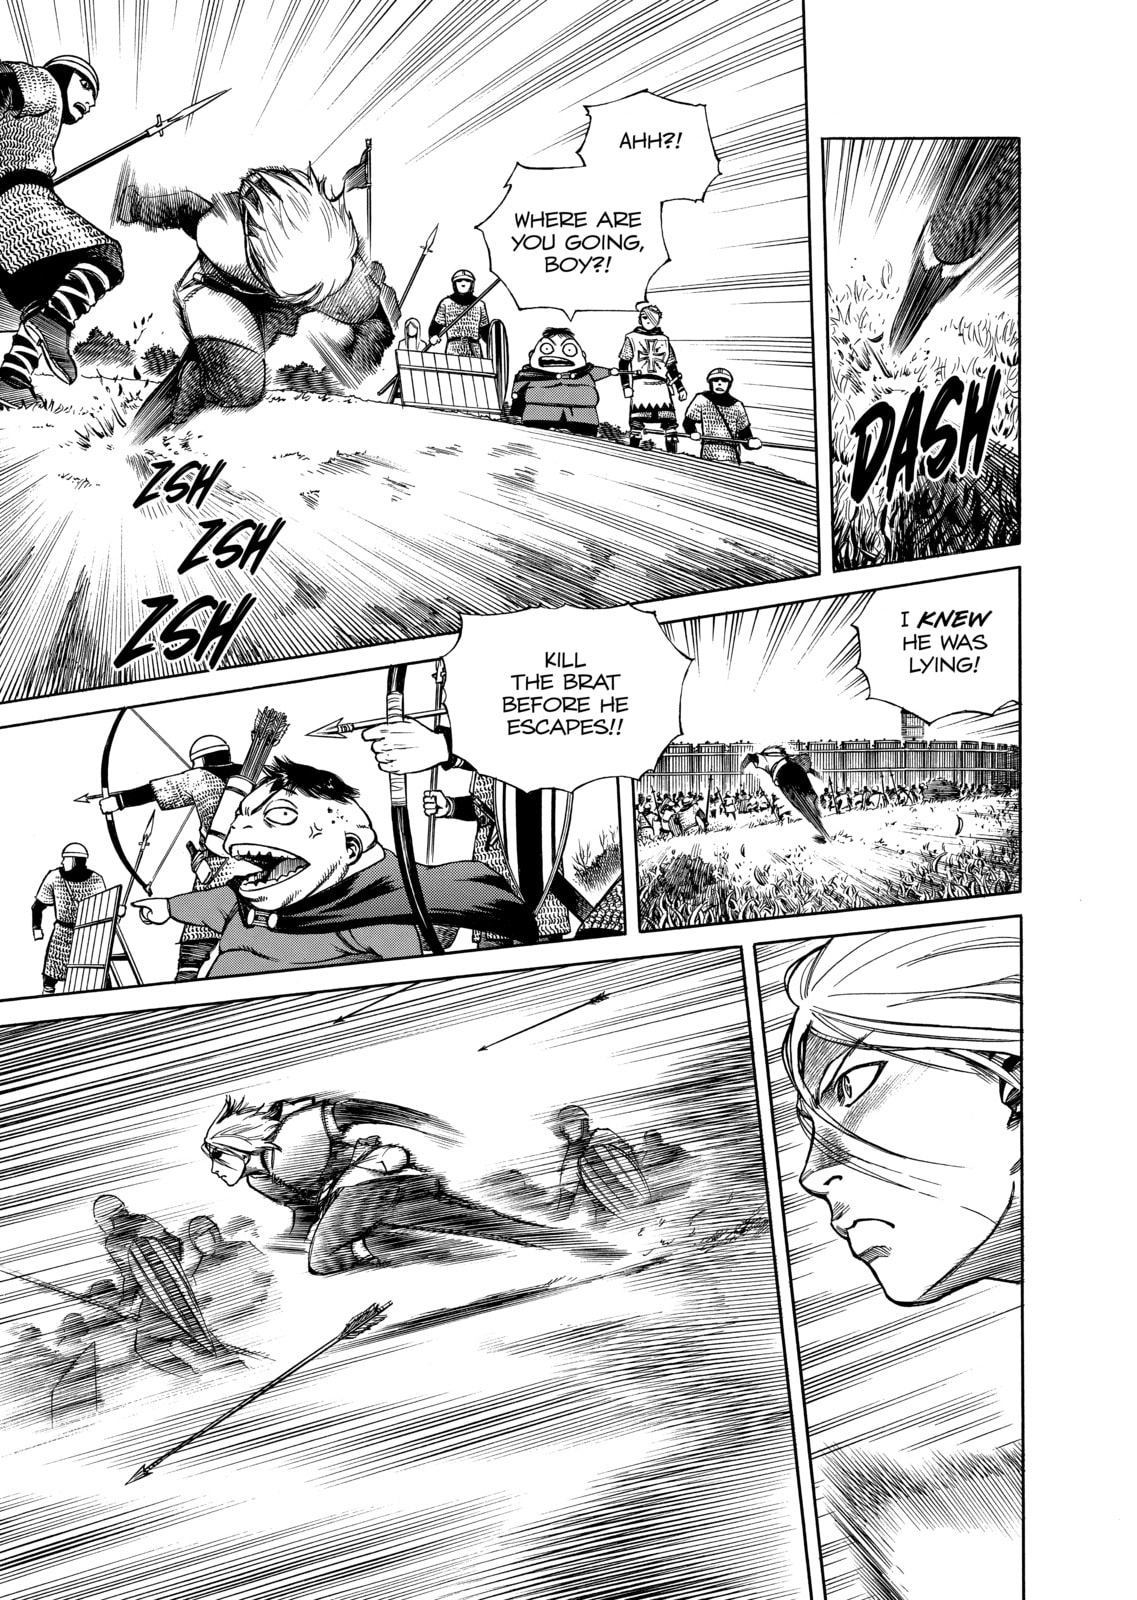 DASH
AHH?!
WHERE ARE
YOU GOING,
BOY?!
ZSH
ZSH
ZSH
I KNEW
HE WAS
LYING!
KILL
THE BRAT
BEFORE HE
ESCAPES!!